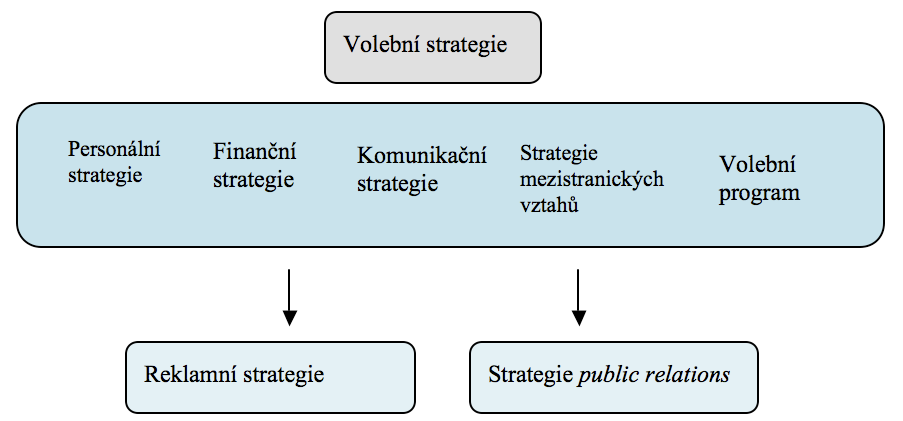 Volební strategie
Personální
strategie
Finanční
strategie
Komunikační
strategie
Strategie
mezistranických
vztahů
Volební
program
Reklamní strategie
Strategie public relations